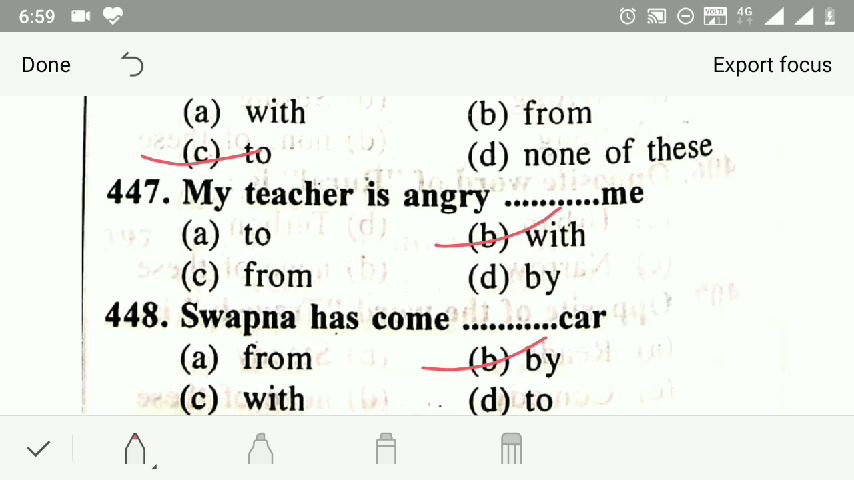 6:59 VOLTE 4G
Done Export focus
(a) with (b) from
(c) to (d) none of these
447. My teacher is angry ............me
(a) to (b) with
(c) from (d) by
448. Swapna has come ............car
(a) from (b) by
(c) with (d) to